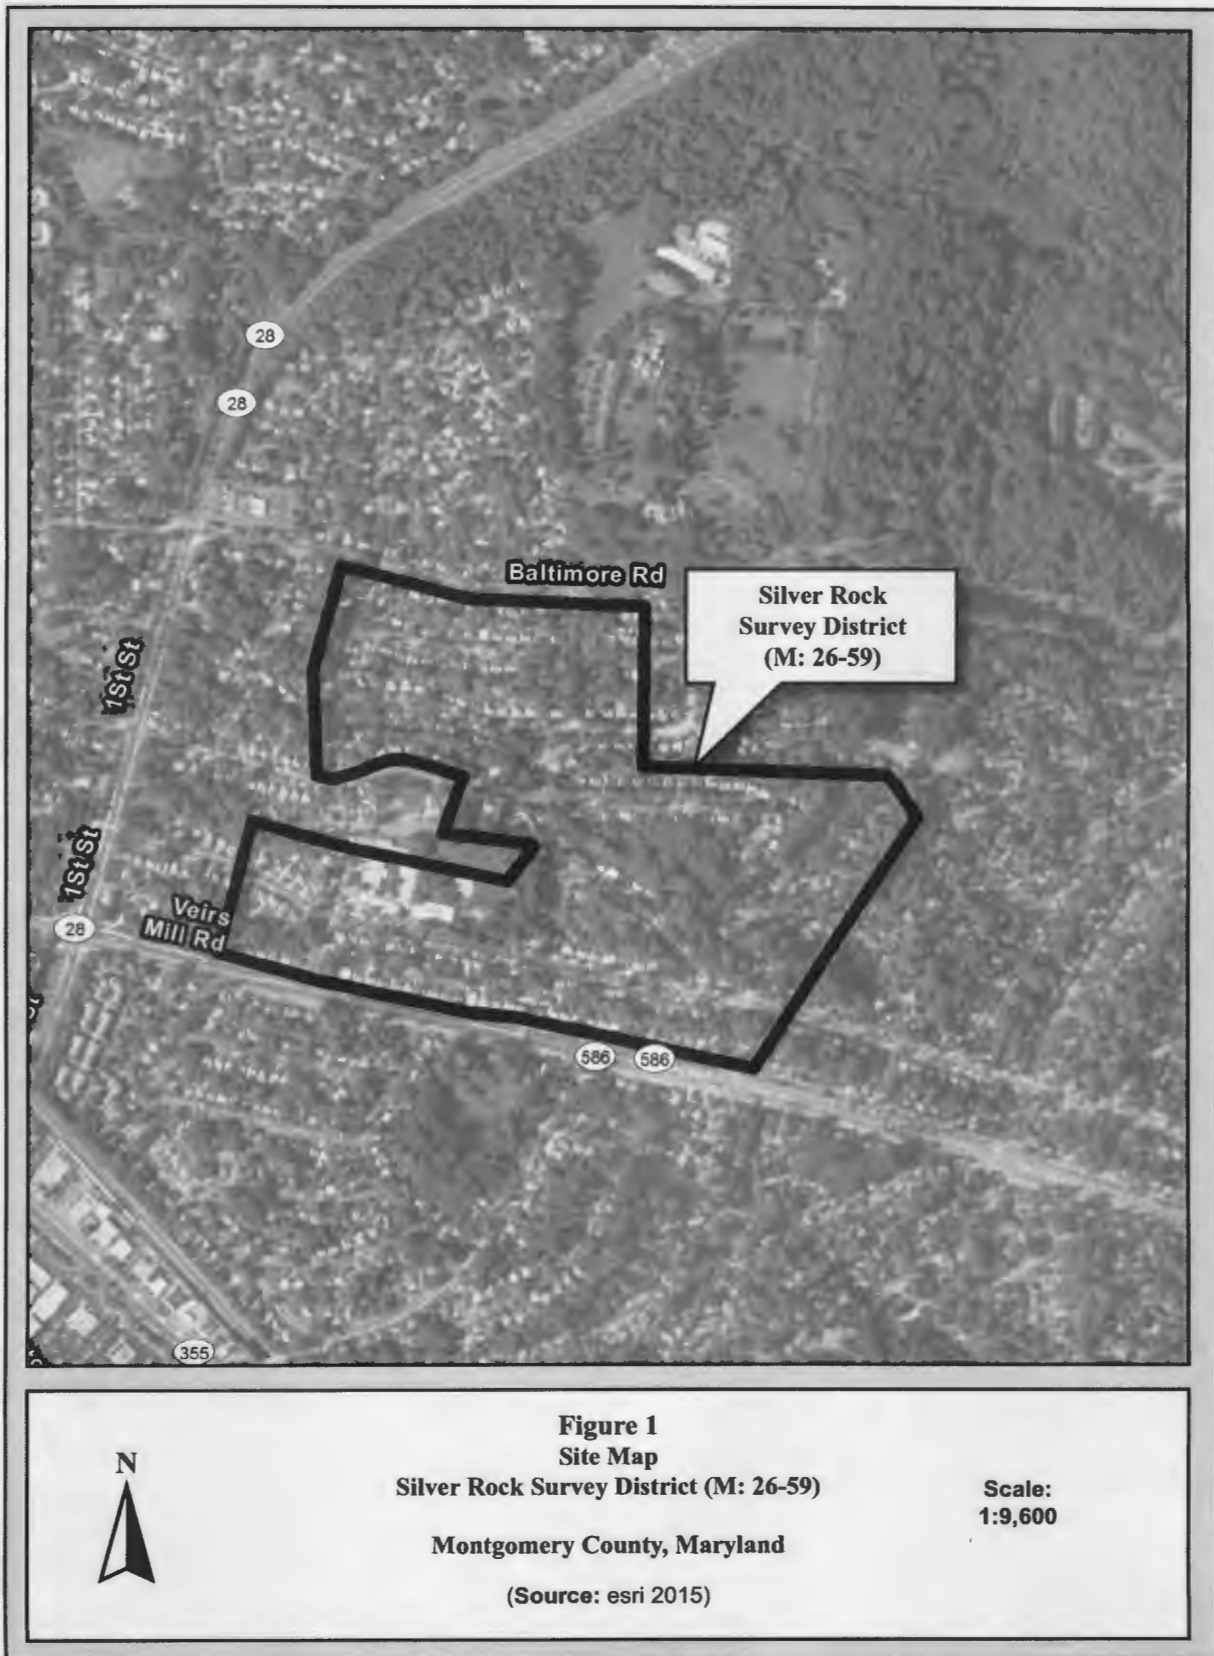 28
28
Baltimore Rd
Silver Rock
Survey District
(M: 26-59)
1St St
1St St
Veirs
Mill Rd
28
St
586
586
355
Figure 1
Site Map
Silver Rock Survey District (M: 26-59)
Montgomery County, Maryland
(Source: esri 2015)
N
Scale:
1:9,600